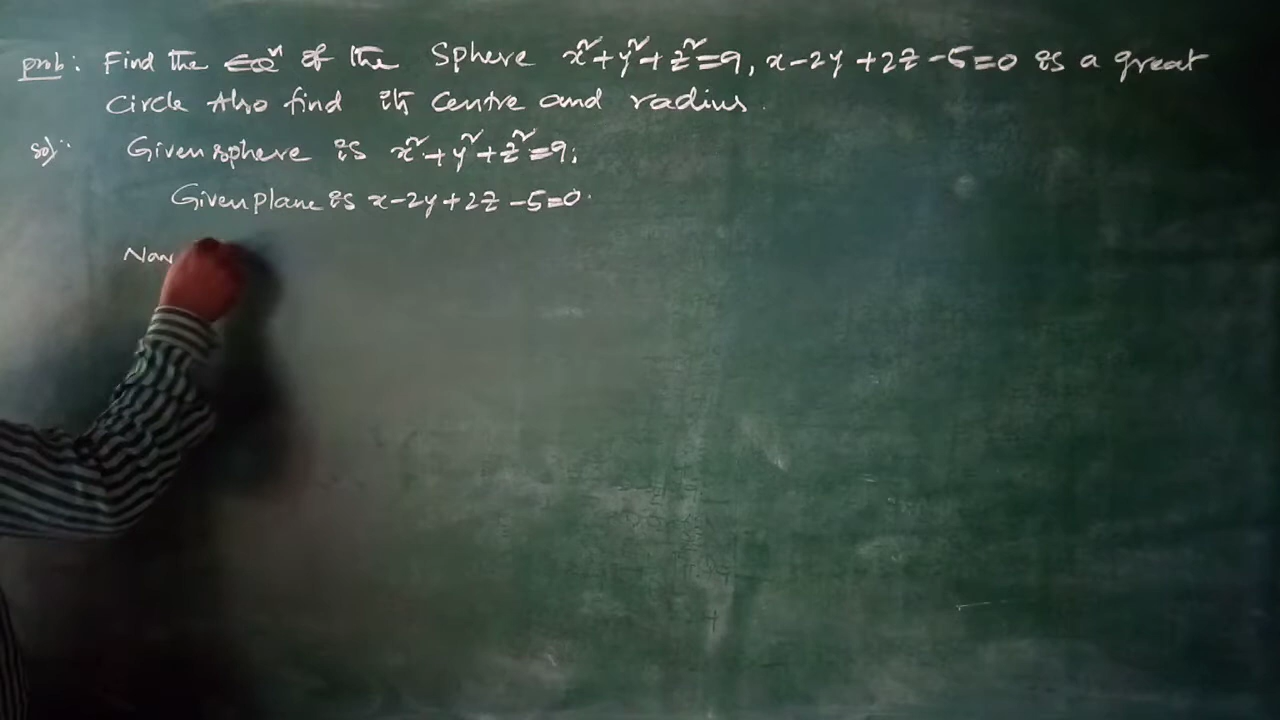 prob: Find the EQⁿ of the Sphere x²+y²+z²=9, x-2y+2z-5=0 is a great
Circle Also find its Centre and radius.
sol: Given sphere is x²+y²+z²=9;
Given plane is x-2y+2z-5=0.